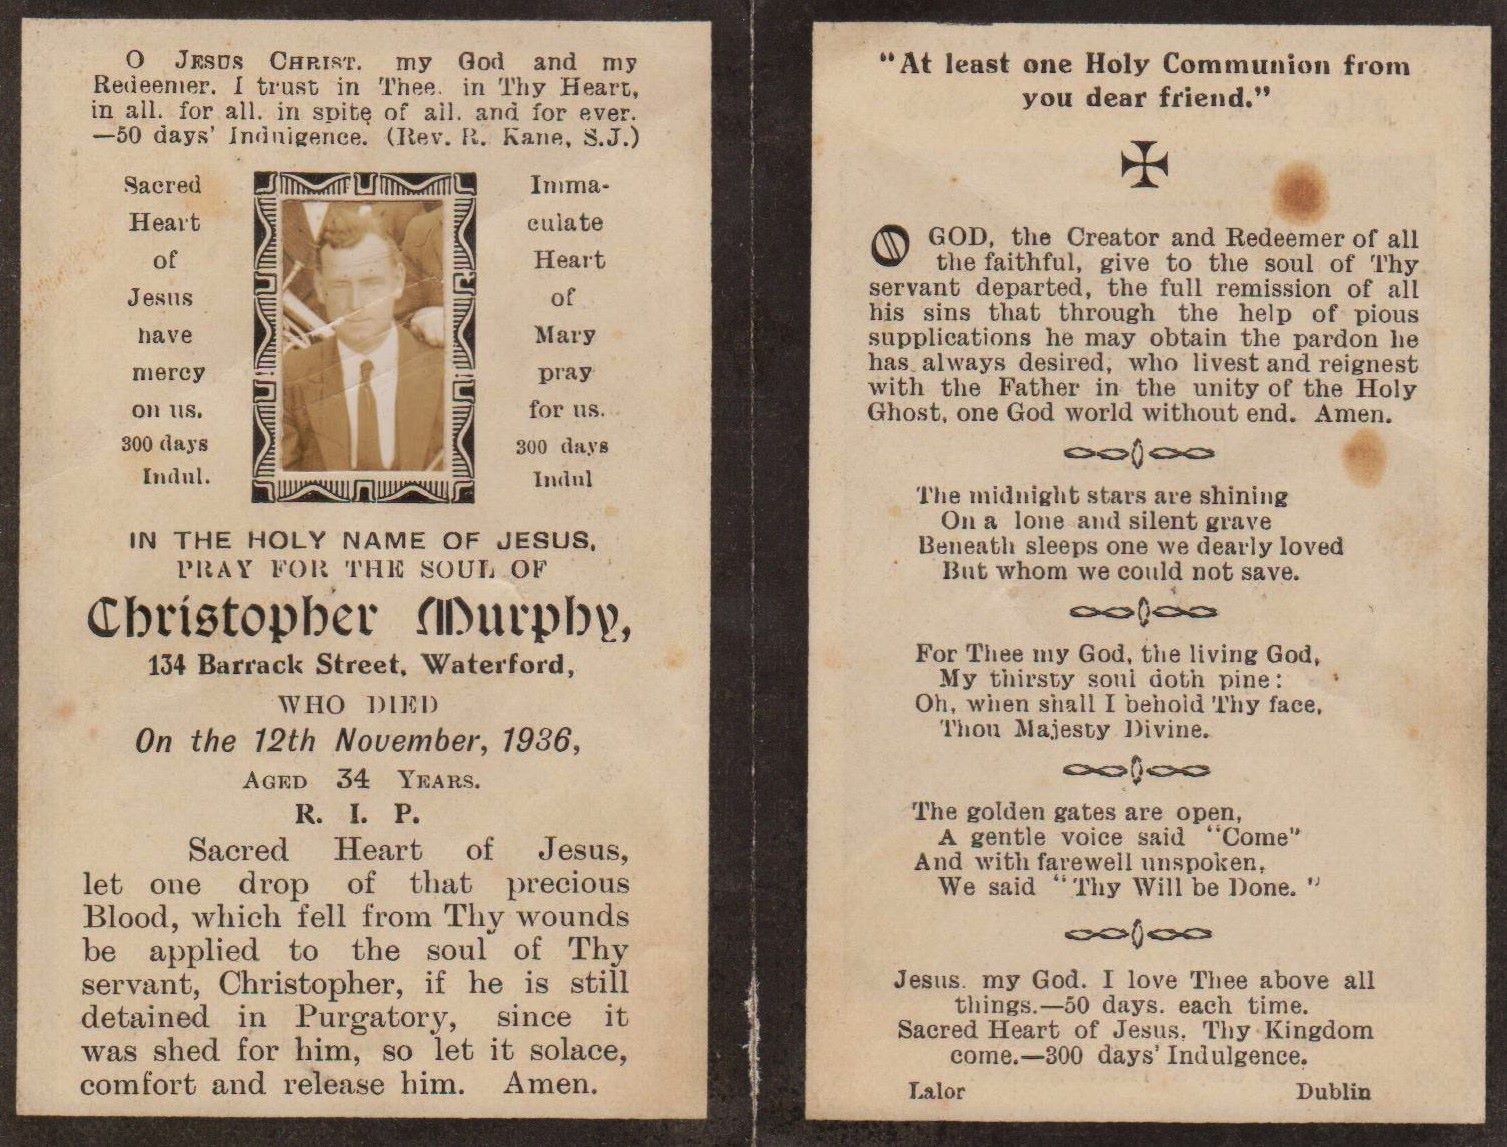 O JESUS CHRIST. my God and my
Redeemer. I trust in Thee. in Thy Heart,
in all. for all. in spite of all. and for ever.
—50 days' Indulgence. (Rev. R. Kane, S.J.)
Sacred
Heart
of
Jesus
have
mercy
on us.
300 days
Indul.
Imma-
culate
Heart
of
Mary
pray
for us.
300 days
Indul
IN THE HOLY NAME OF JESUS,
PRAY FOR THE SOUL OF
Christopher Murphy,
134 Barrack Street, Waterford,
WHO DIED
On the 12th November, 1936,
AGED 34 YEARS.
R. I. P.
Sacred Heart of Jesus,
let one drop of that precious
Blood, which fell from Thy wounds
be applied to the soul of Thy
servant, Christopher, if he is still
detained in Purgatory, since it
was shed for him, so let it solace,
comfort and release him. Amen.
"At least one Holy Communion from
you dear friend."
O GOD, the Creator and Redeemer of all
the faithful, give to the soul of Thy
servant departed, the full remission of all
his sins that through the help of pious
supplications he may obtain the pardon he
has always desired, who livest and reignest
with the Father in the unity of the Holy
Ghost, one God world without end. Amen.
The midnight stars are shining
On a lone and silent grave
Beneath sleeps one we dearly loved
But whom we could not save.
For Thee my God, the living God,
My thirsty soul doth pine:
Oh, when shall I behold Thy face,
Thou Majesty Divine.
The golden gates are open,
A gentle voice said "Come"
And with farewell unspoken,
We said "Thy Will be Done."
Jesus. my God. I love Thee above all
things.—50 days. each time.
Sacred Heart of Jesus, Thy Kingdom
come.—300 days' Indulgence.
Lalor Dublin